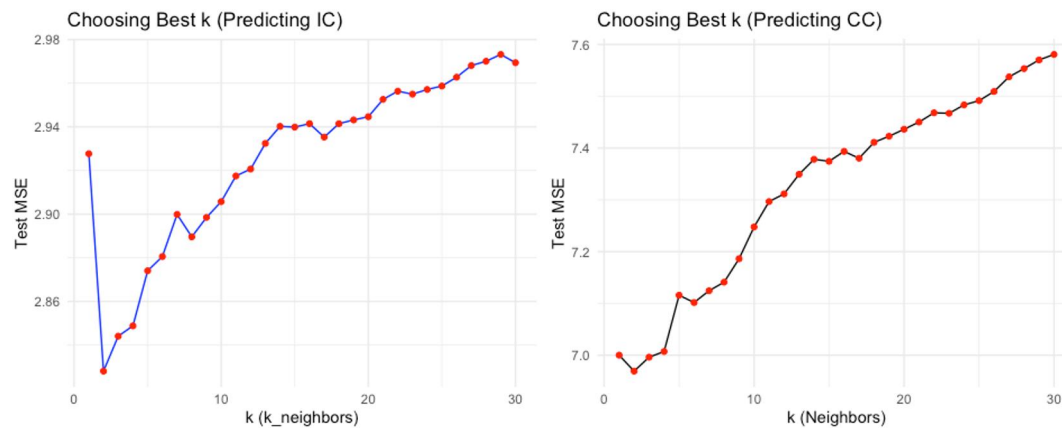 Choosing Best k (Predicting IC)
2.98
2.94
2.90
2.86
Test MSE
0
10
20
30
k (k_neighbors)
Choosing Best k (Predicting CC)
7.6
7.4
7.2
7.0
Test MSE
0
10
20
30
k (Neighbors)